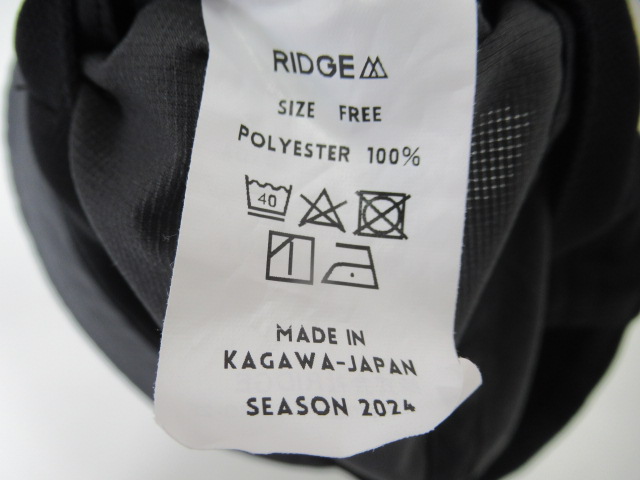 RIDGE
SIZE FREE
POLYESTER 100%
40
MADE IN
KAGAWA-JAPAN
SEASON 2024